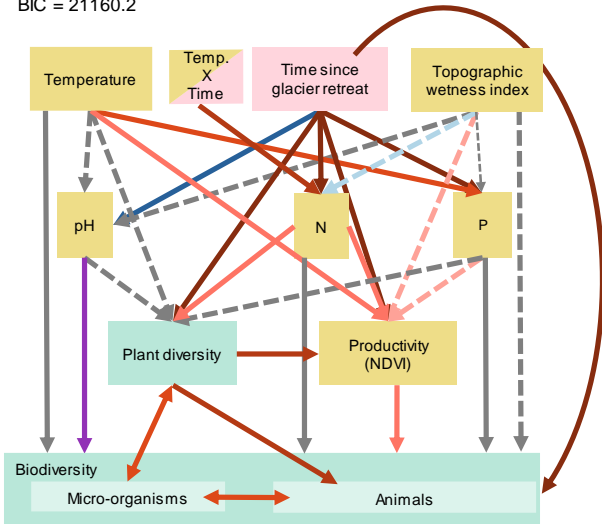 BIC = 21160.2
Temperature
Temp.
X
Time
Time since
glacier retreat
Topographic
wetness index
pH
N
P
Plant diversity
Productivity
(NDVI)
Biodiversity
Micro-organisms
Animals